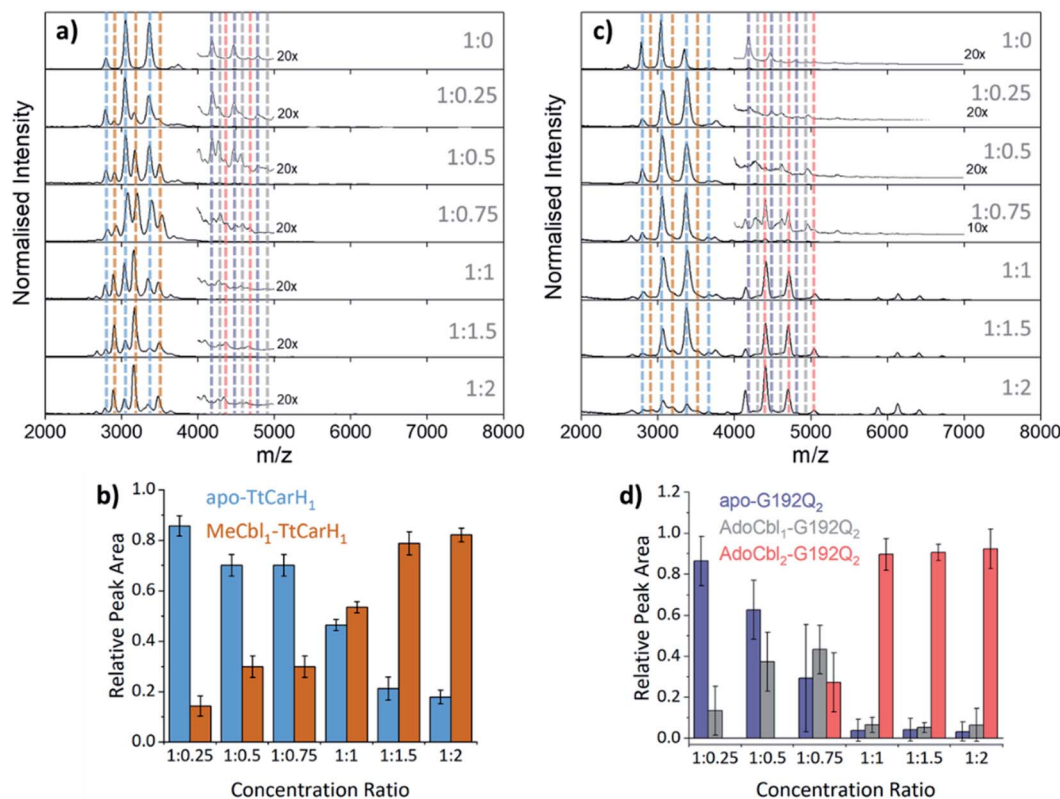 a)
1:0
20x
1:0.25
20x
1:0.5
20x
1:0.75
20x
1:1
20x
1:1.5
20x
1:2
20x
Normalised Intensity
2000 3000 4000 5000 6000 7000 8000
m/z
c)
1:0
20x
1:0.25
20x
1:0.5
20x
1:0.75
10x
1:1
1:1.5
1:2
Normalised Intensity
2000 3000 4000 5000 6000 7000 8000
m/z
b)
apo-TtCarH₁
MeCbl₁-TtCarH₁
1.0
0.8
0.6
0.4
0.2
0.0
Relative Peak Area
1:0.25 1:0.5 1:0.75 1:1 1:1.5 1:2
Concentration Ratio
d)
apo-G192Q₂
AdoCbl₁-G192Q₂
AdoCbl₂-G192Q₂
1.2
1.0
0.8
0.6
0.4
0.2
0.0
Relative Peak Area
1:0.25 1:0.5 1:0.75 1:1 1:1.5 1:2
Concentration Ratio